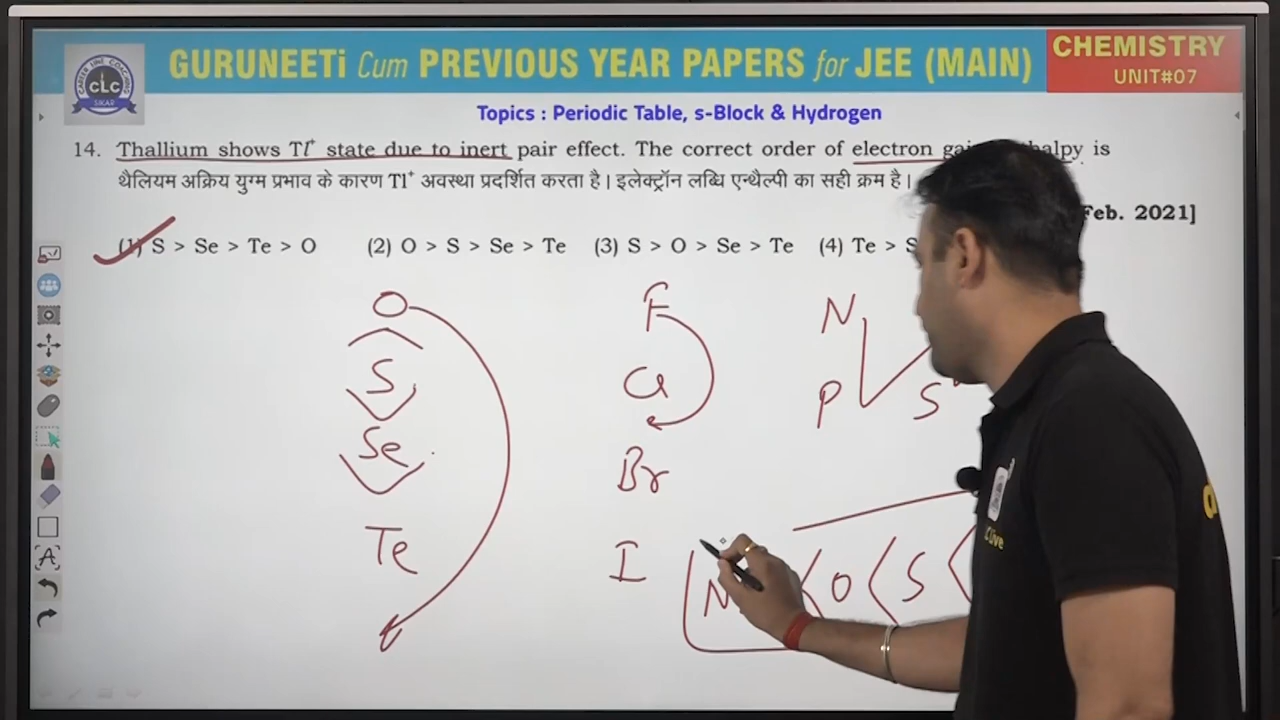 GURUNEETi Cum PREVIOUS YEAR PAPERS for JEE (MAIN)
CHEMISTRY
UNIT#07
CLC
SIKAR
Topics : Periodic Table, s-Block & Hydrogen
14. Thallium shows Tl⁺ state due to inert pair effect. The correct order of electron is
थैलियम अक्रिय युग्म प्रभाव के कारण Tl⁺ अवस्था प्रदर्शित करता है। इलेक्ट्रॉन लब्धि एन्थैल्पी का सही क्रम है।
Feb. 2021]
(1) S > Se > Te > O (2) O > S > Se > Te (3) S > O > Se > Te (4) Te > S
O F N
S Cl P S
Se Br
Te I N < O < S <